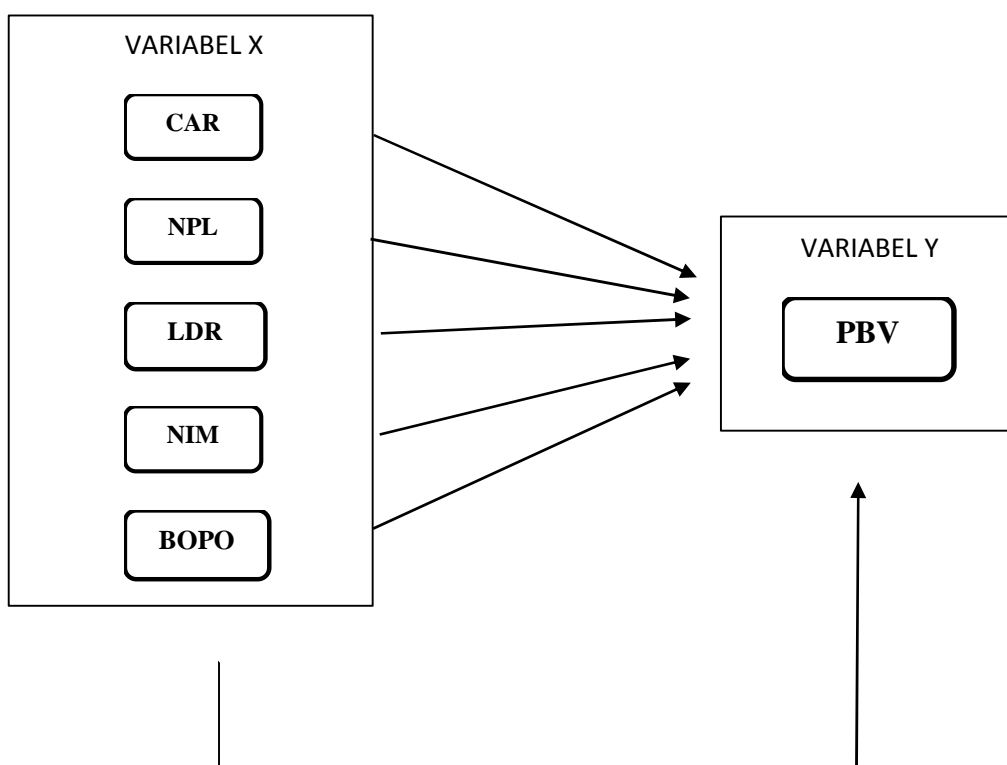 VARIABEL X
CAR
NPL
LDR
NIM
BOPO
VARIABEL Y
PBV